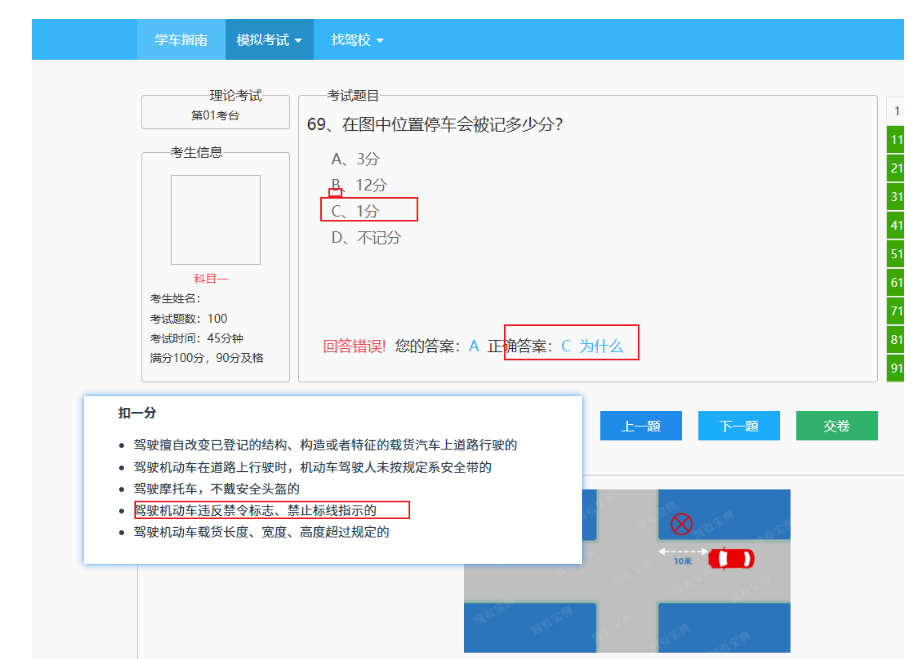 学车指南 模拟考试 找驾校
理论考试
第01考台
考生信息
科目一
考生姓名：
考试题数：100
考试时间：45分钟
满分100分，90分及格
考试题目
69、在图中位置停车会被记多少分？
A、3分
B、12分
C、1分
D、不记分
回答错误! 您的答案：A 正确答案：C 为什么
1
11
21
31
41
51
61
71
81
91
上一题 下一题 交卷
扣一分
驾驶擅自改变已登记的结构、构造或者特征的载货汽车上道路行驶的
驾驶机动车在道路上行驶时，机动车驾驶人未按规定系安全带的
驾驶摩托车，不戴安全头盔的
驾驶机动车违反禁令标志、禁止标线指示的
驾驶机动车载货长度、宽度、高度超过规定的
10米